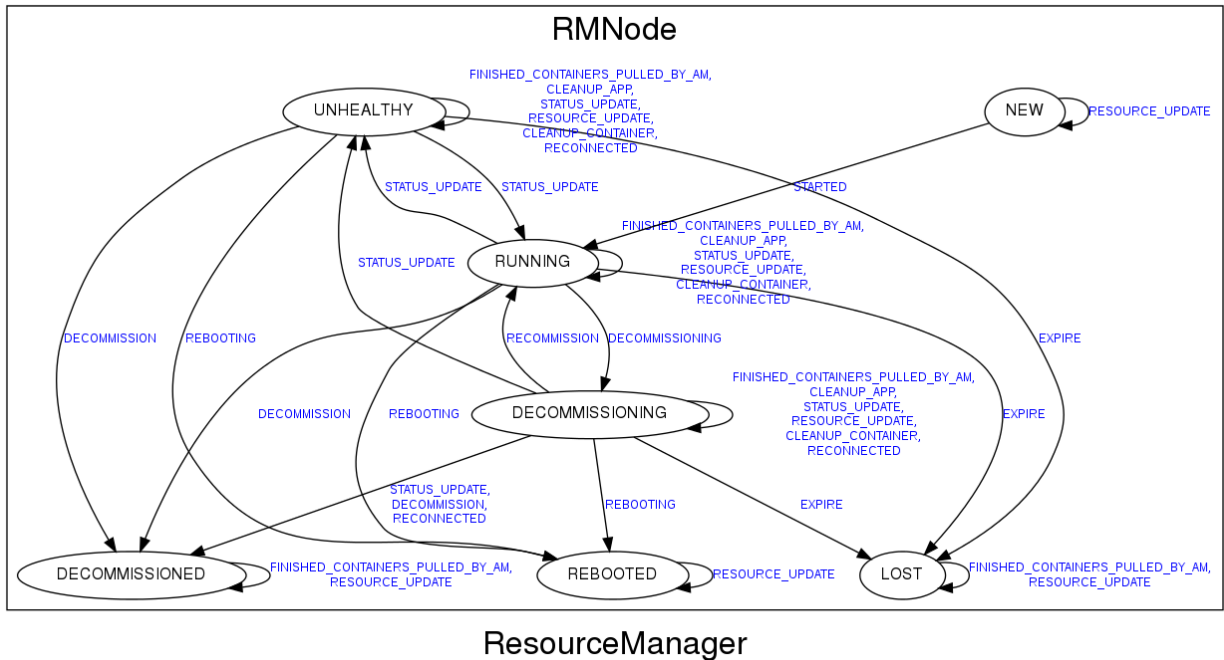 RMNode
FINISHED_CONTAINERS_PULLED_BY_AM,
CLEANUP_APP,
STATUS_UPDATE,
RESOURCE_UPDATE,
CLEANUP_CONTAINER,
RECONNECTED
UNHEALTHY
NEW
RESOURCE_UPDATE
STATUS_UPDATE
STATUS_UPDATE
STARTED
FINISHED_CONTAINERS_PULLED_BY_AM,
CLEANUP_APP,
STATUS_UPDATE,
RESOURCE_UPDATE,
CLEANUP_CONTAINER,
RECONNECTED
STATUS_UPDATE
RUNNING
DECOMMISSION
REBOOTING
RECOMMISSION
DECOMMISSIONING
EXPIRE
FINISHED_CONTAINERS_PULLED_BY_AM,
CLEANUP_APP,
STATUS_UPDATE,
RESOURCE_UPDATE,
CLEANUP_CONTAINER,
RECONNECTED
DECOMMISSION
REBOOTING
DECOMMISSIONING
EXPIRE
STATUS_UPDATE,
DECOMMISSION,
RECONNECTED
REBOOTING
EXPIRE
DECOMMISSIONED
FINISHED_CONTAINERS_PULLED_BY_AM,
RESOURCE_UPDATE
REBOOTED
RESOURCE_UPDATE
LOST
FINISHED_CONTAINERS_PULLED_BY_AM,
RESOURCE_UPDATE
ResourceManager